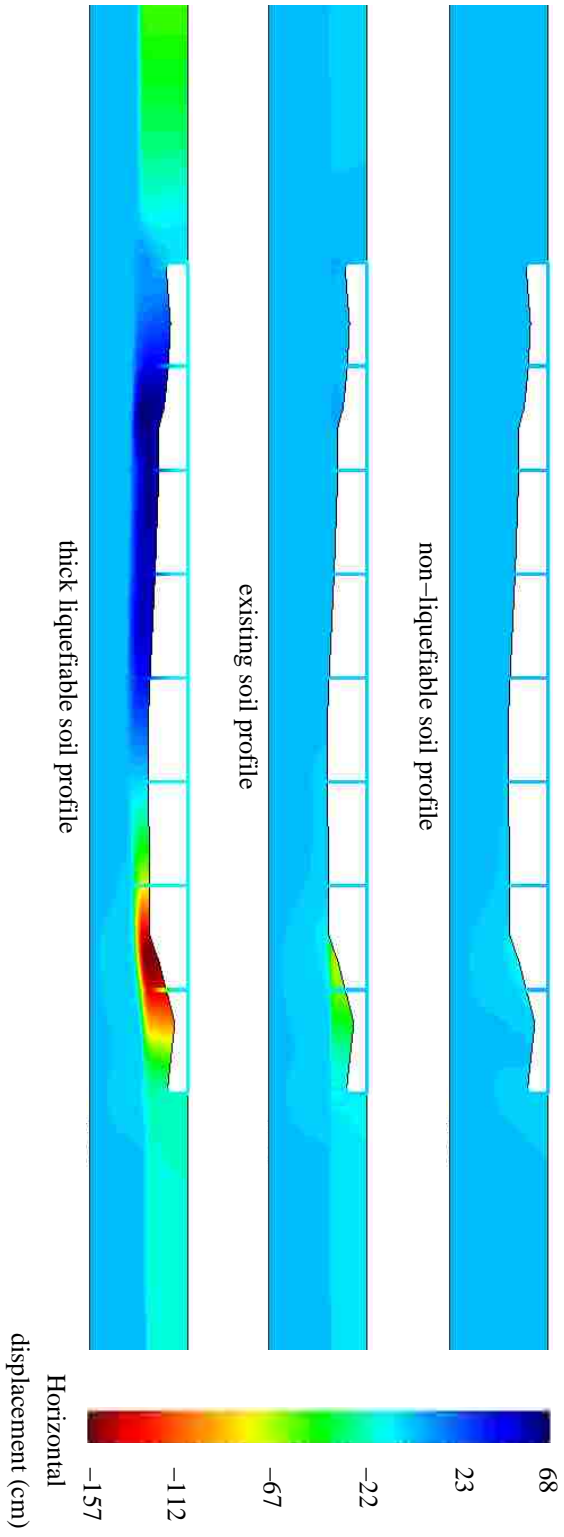 non−liquefiable soil profile
existing soil profile
thick liquefiable soil profile
68
23
−22
−67
−112
−157
Horizontal
displacement (cm)